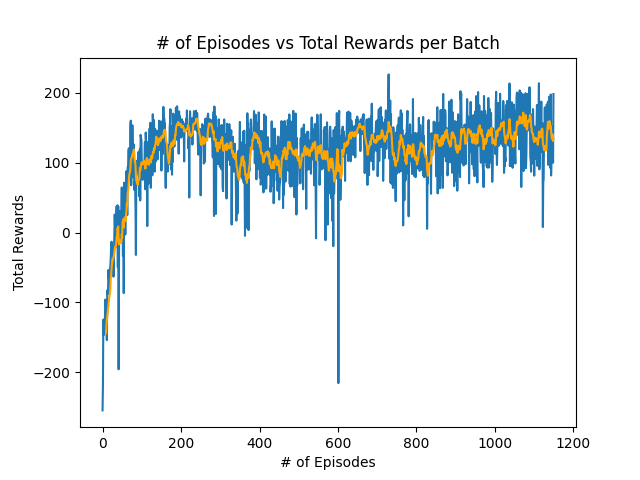 # of Episodes vs Total Rewards per Batch
200
100
0
−100
−200
Total Rewards
0 200 400 600 800 1000 1200
# of Episodes